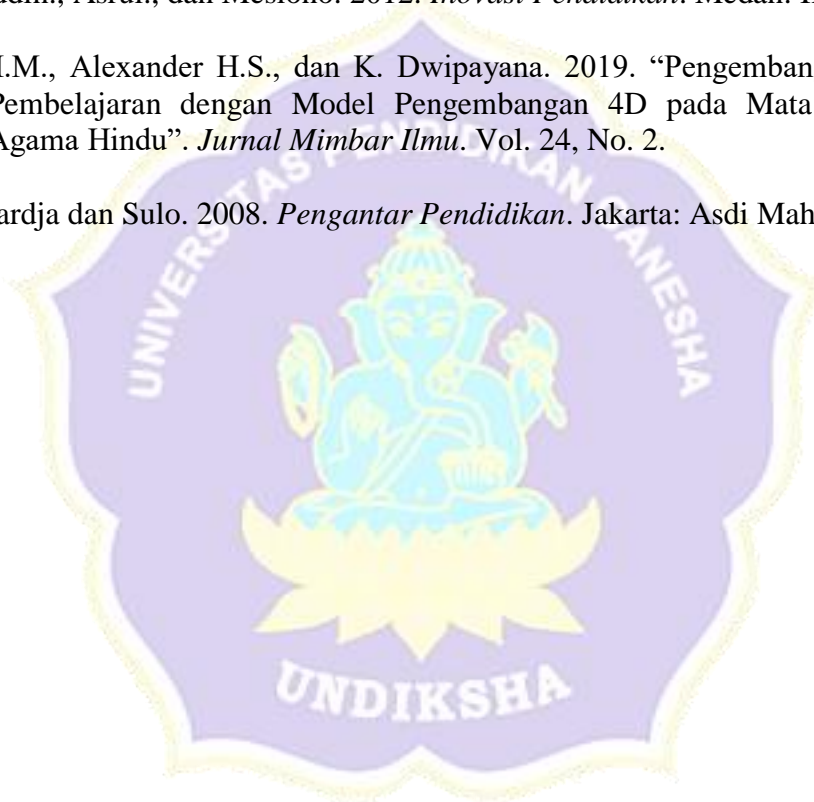 Asrul., dan Mesiono. 2012. Inovasi Pendidikan. Medan:
Alexander H.S., dan K. Dwipayana. 2019. “Pengemban
Pembelajaran dengan Model Pengembangan 4D pada Mata
Agama Hindu”. Jurnal Mimbar Ilmu. Vol. 24, No. 2.
ardja dan Sulo. 2008. Pengantar Pendidikan. Jakarta: Asdi Mah
UNIVERSITAS PENDIDIKAN GANESHA
UNDIKSHA